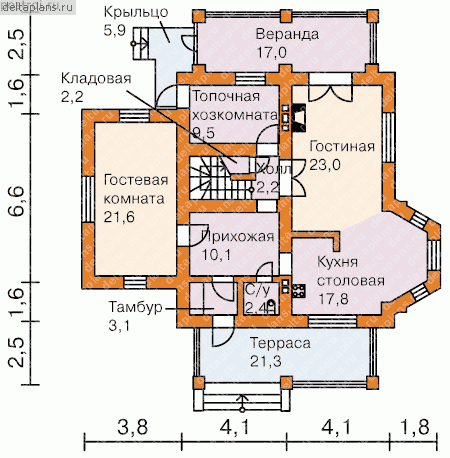 dekaplans.ru
Крыльцо
5,9
Веранда
17,0
Кладовая
2,2
Топочная
хозкомната
9,5
Гостиная
23,0
Холл
2,2
Гостевая
комната
21,6
Прихожая
10,1
Кухня
столовая
17,8
Тамбур
3,1
С/у
2,4
Терраса
21,3
2,5
1,6
6,6
1,6
2,5
3,8
4,1
4,1
1,8